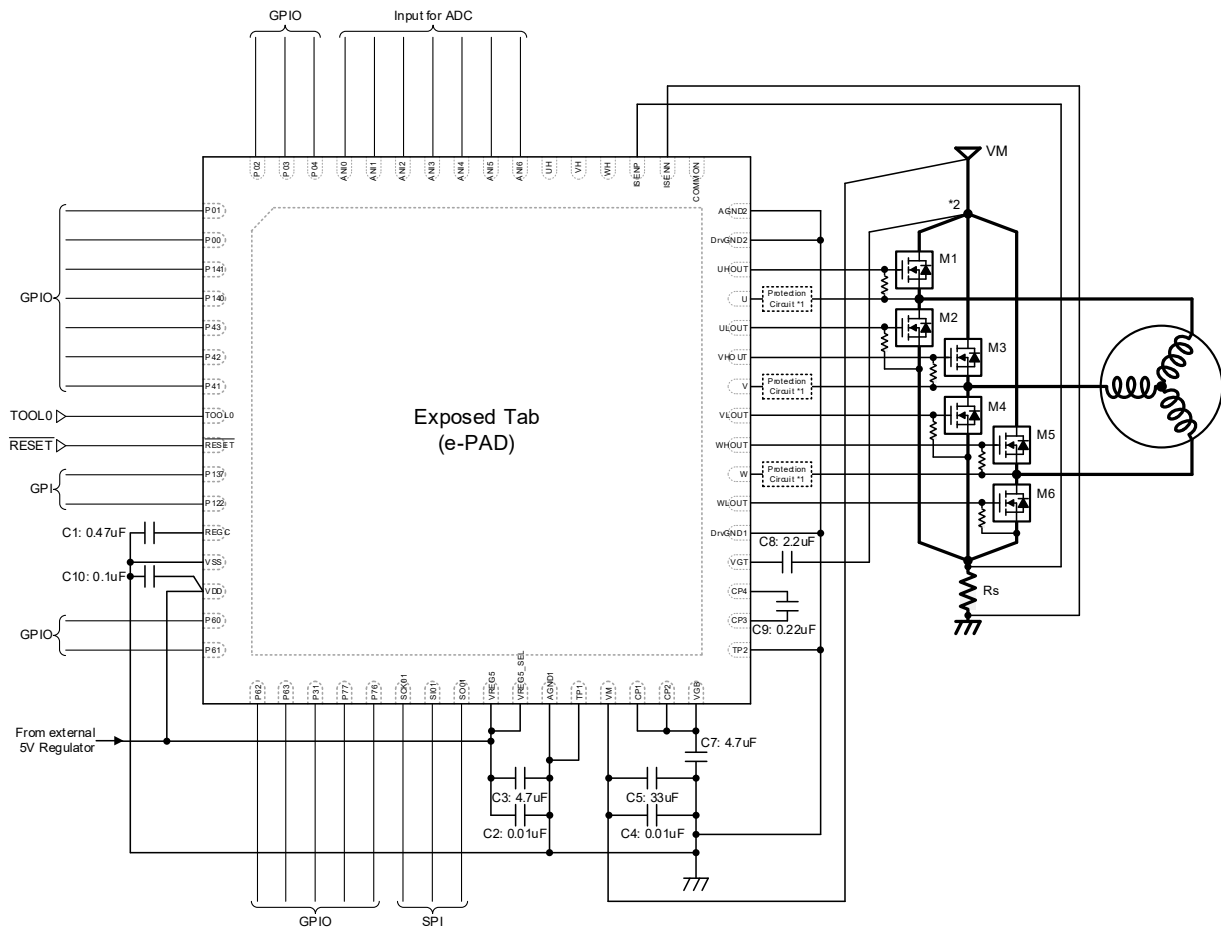 GPIO
Input for ADC
P02
P03
P04
ANI0
ANI1
ANI2
ANI3
ANI4
ANI5
ANI6
UH
VH
WH
ISENP
ISENN
COMMON
VM
*2
P01
P00
P141
P140
P43
P42
P41
GPIO
TOOL0
TOOL0
RESET
RESET
P137
P122
GPI
C1: 0.47uF
REGC
VSS
C10: 0.1uF
VDD
GPIO
P60
P61
Exposed Tab
(e-PAD)
AGND2
DrvGND2
UHOUT
U
Protection
Circuit *1
ULOUT
VHOUT
V
Protection
Circuit *1
VLOUT
WHOUT
W
Protection
Circuit *1
WLOUT
DrvGND1
C8: 2.2uF
VGT
CP4
CP3
C9: 0.22uF
TP2
M1
M2
M3
M4
M5
M6
Rs
P62
P63
P31
P77
P76
SCK01
SI01
SO01
VREG5
VREG5_SEL
AGND1
TP1
VM
CP1
CP2
VGB
From external
5V Regulator
C7: 4.7uF
C3: 4.7uF
C5: 33uF
C2: 0.01uF
C4: 0.01uF
GPIO
SPI